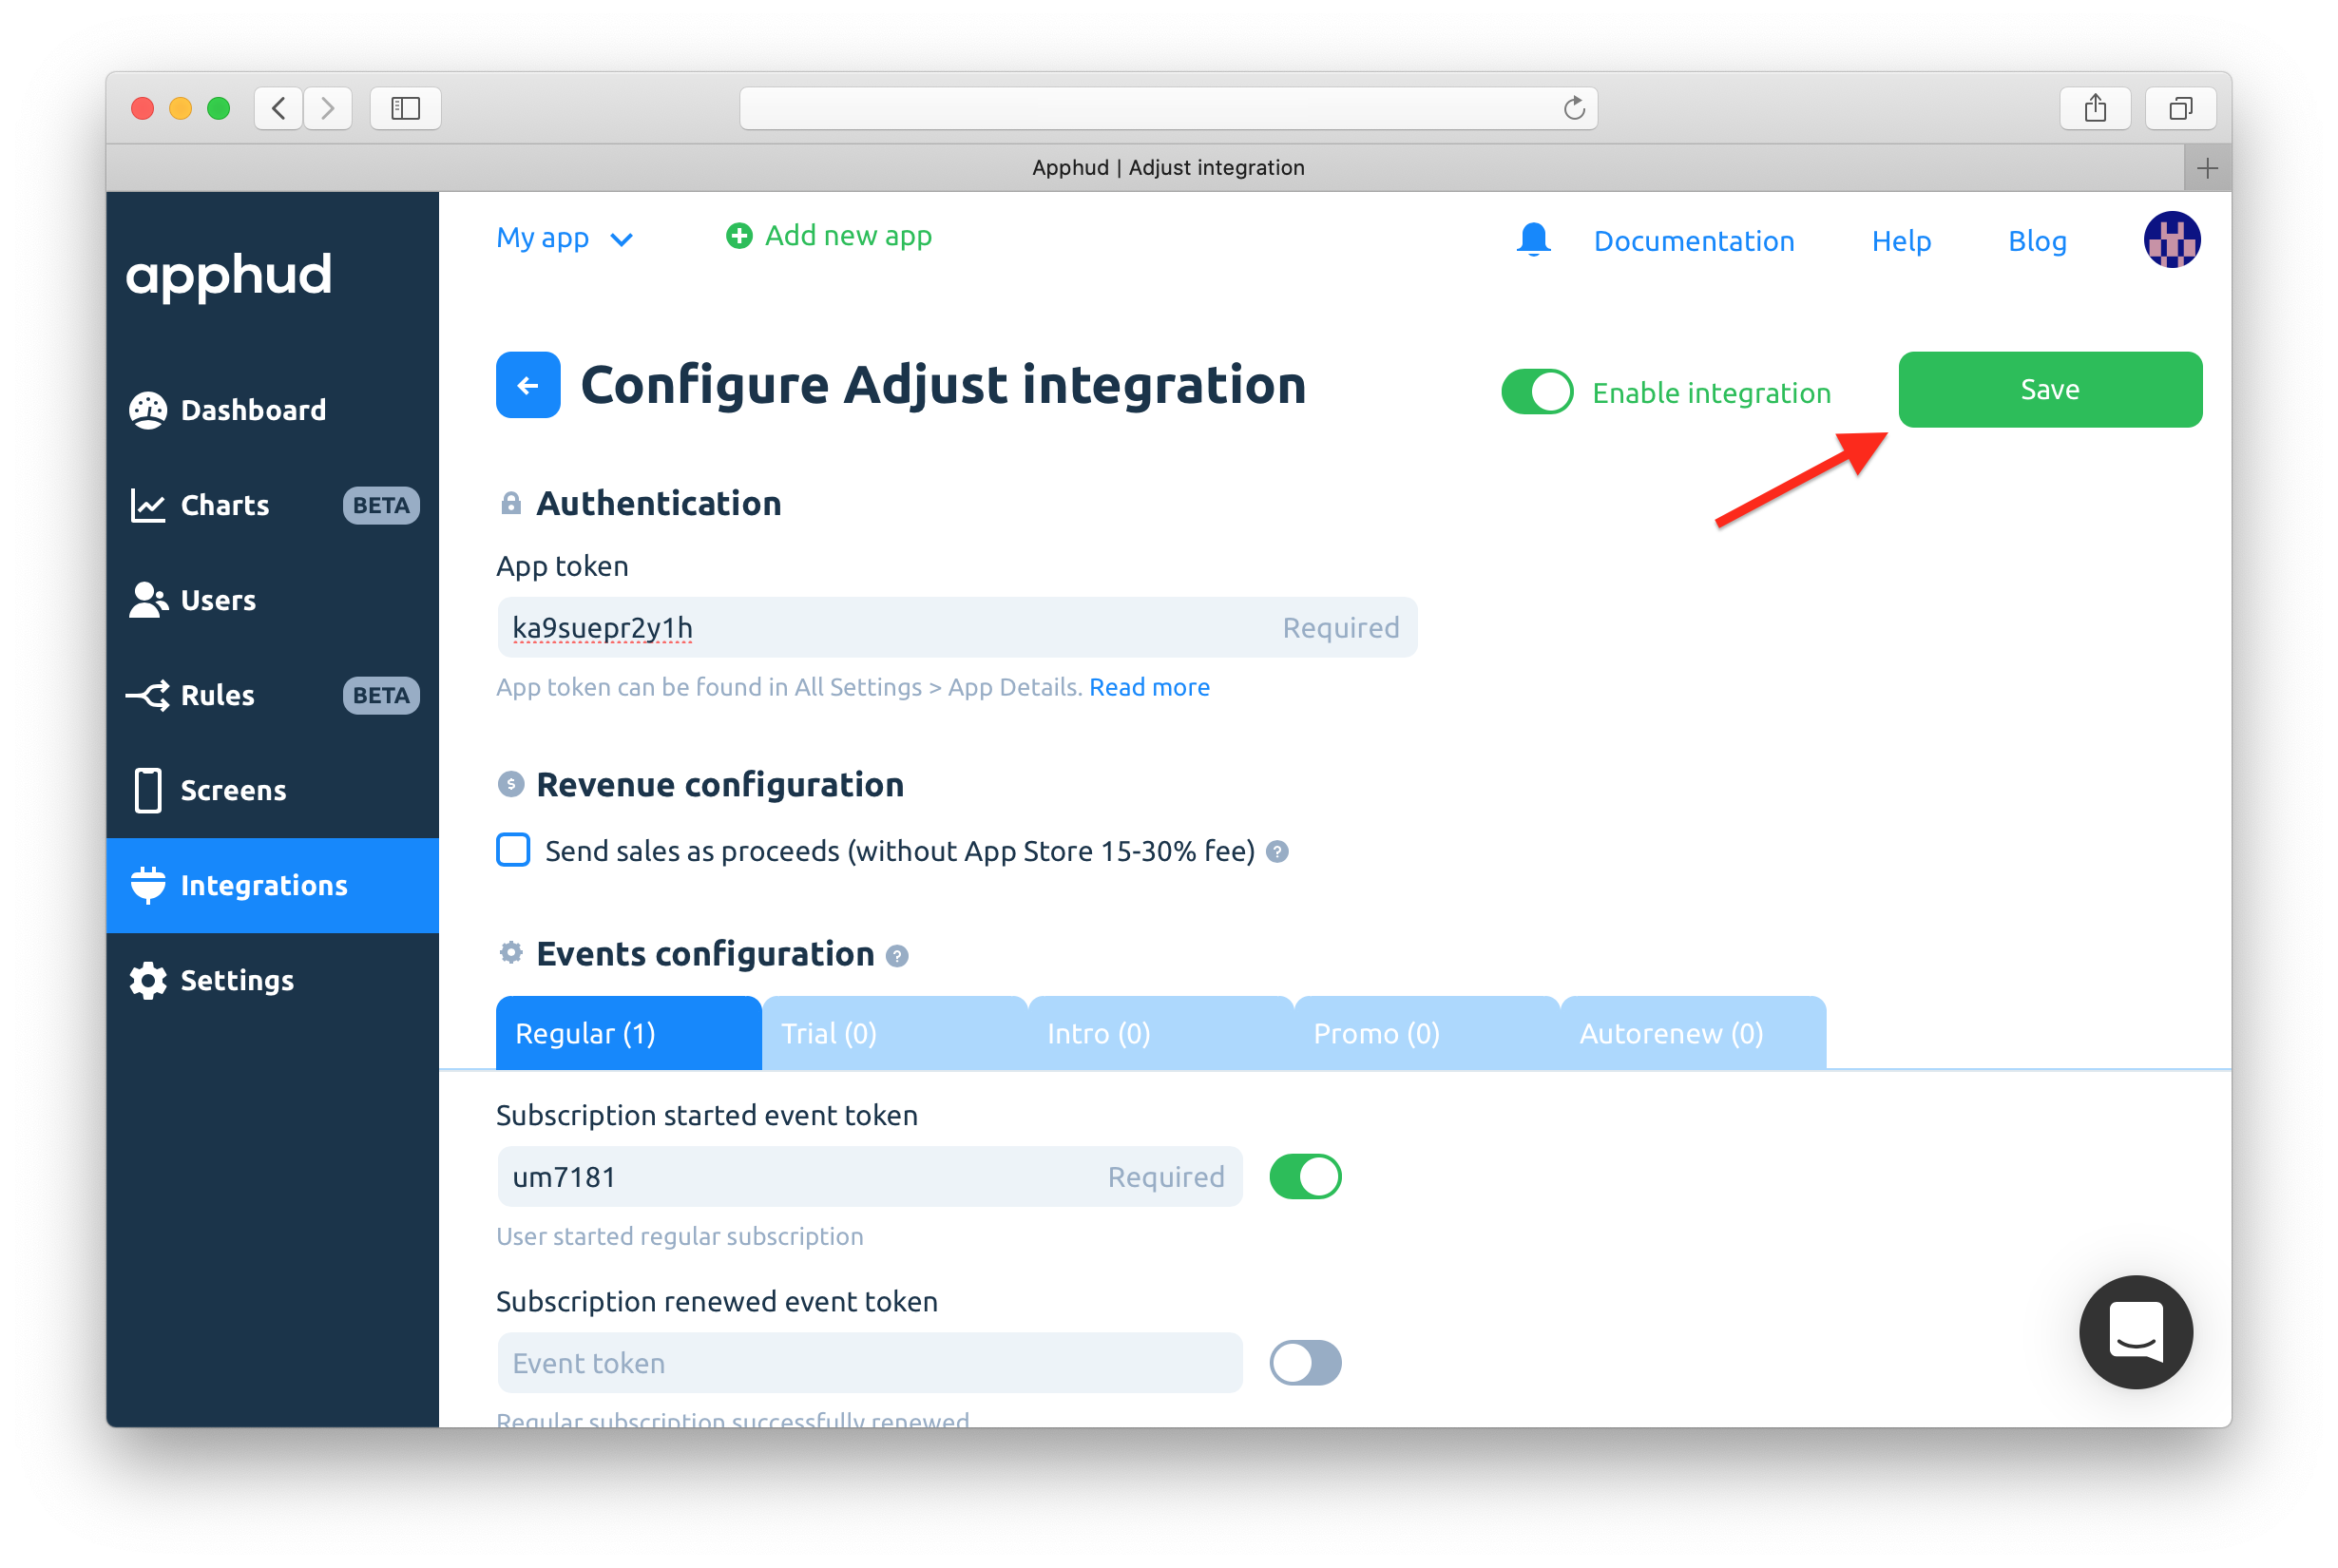 Apphud | Adjust integration
apphud
My app
Add new app
Documentation
Help
Blog
Dashboard
Charts
BETA
Users
Rules
BETA
Screens
Integrations
Settings
Configure Adjust integration
Enable integration
Save
Authentication
App token
ka9suepr2y1h
Required
App token can be found in All Settings > App Details. Read more
Revenue configuration
Send sales as proceeds (without App Store 15-30% fee)
Events configuration
Regular (1)
Trial (0)
Intro (0)
Promo (0)
Autorenew (0)
Subscription started event token
um7181
Required
User started regular subscription
Subscription renewed event token
Event token
Regular subscription successfully renewed